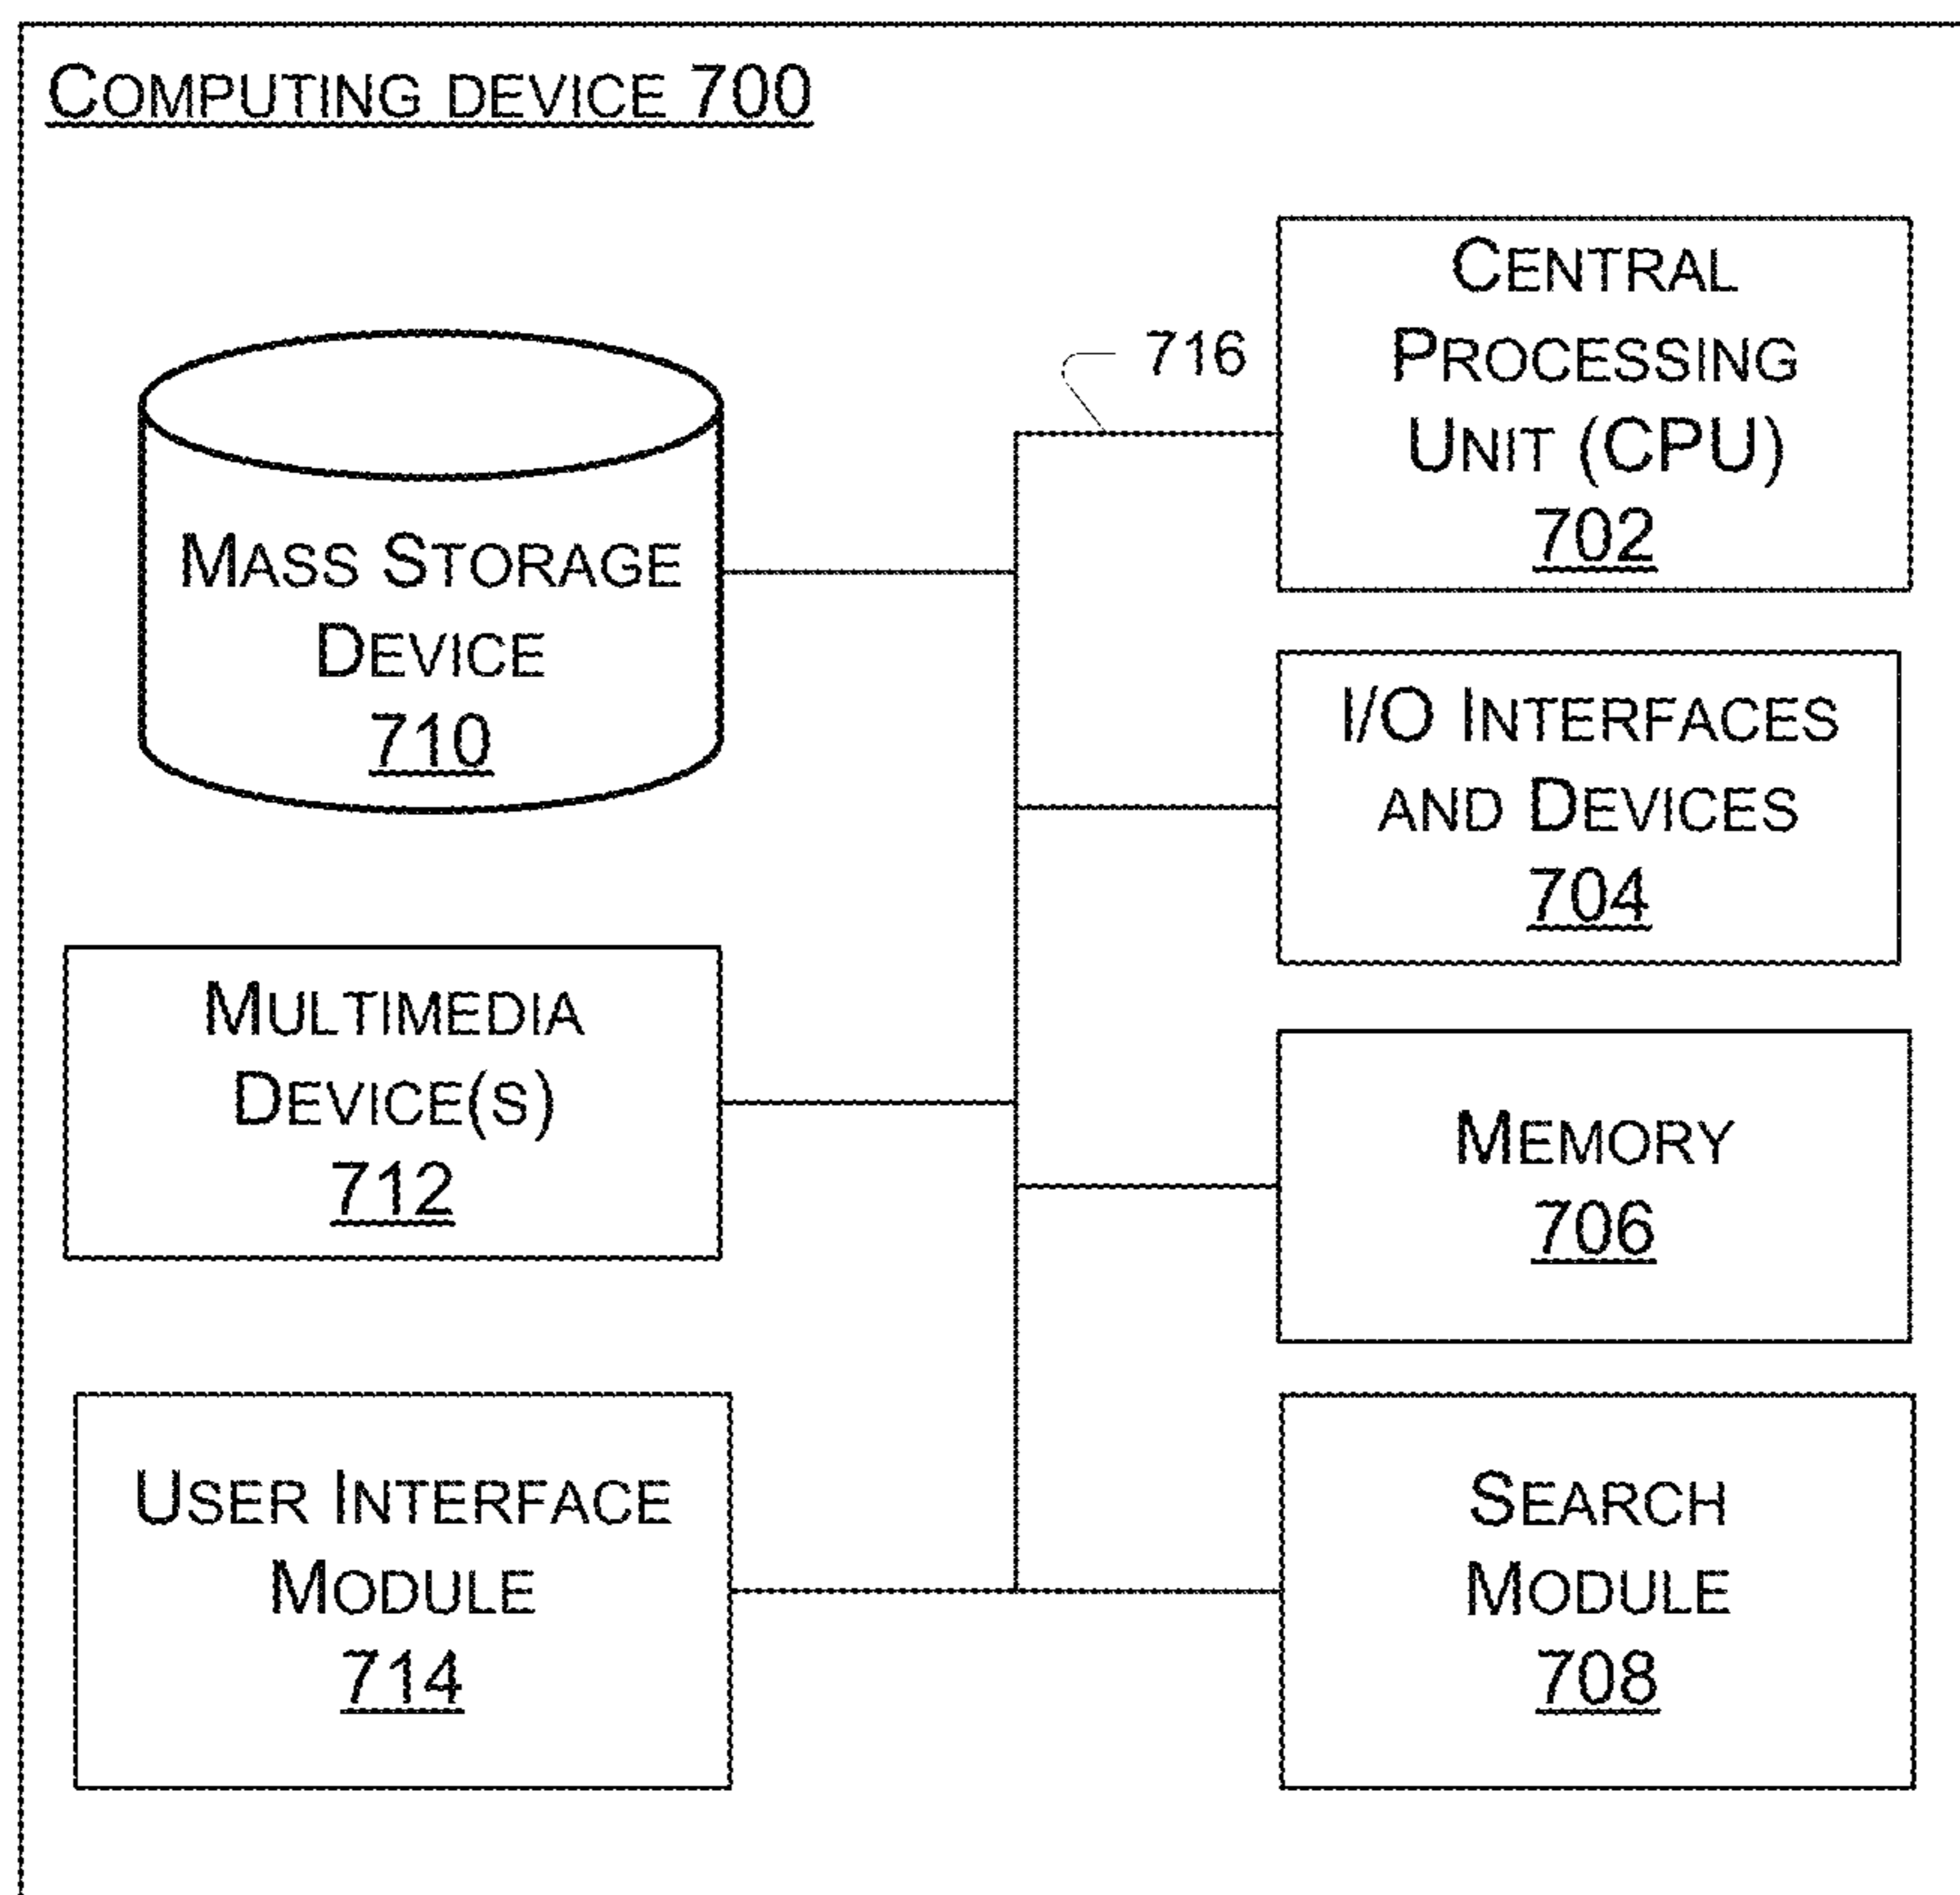 COMPUTING DEVICE 700
716
CENTRAL
PROCESSING
UNIT (CPU)
702
MASS STORAGE
DEVICE
710
I/O INTERFACES
AND DEVICES
704
MULTIMEDIA
DEVICE(S)
712
MEMORY
706
USER INTERFACE
MODULE
714
SEARCH
MODULE
708